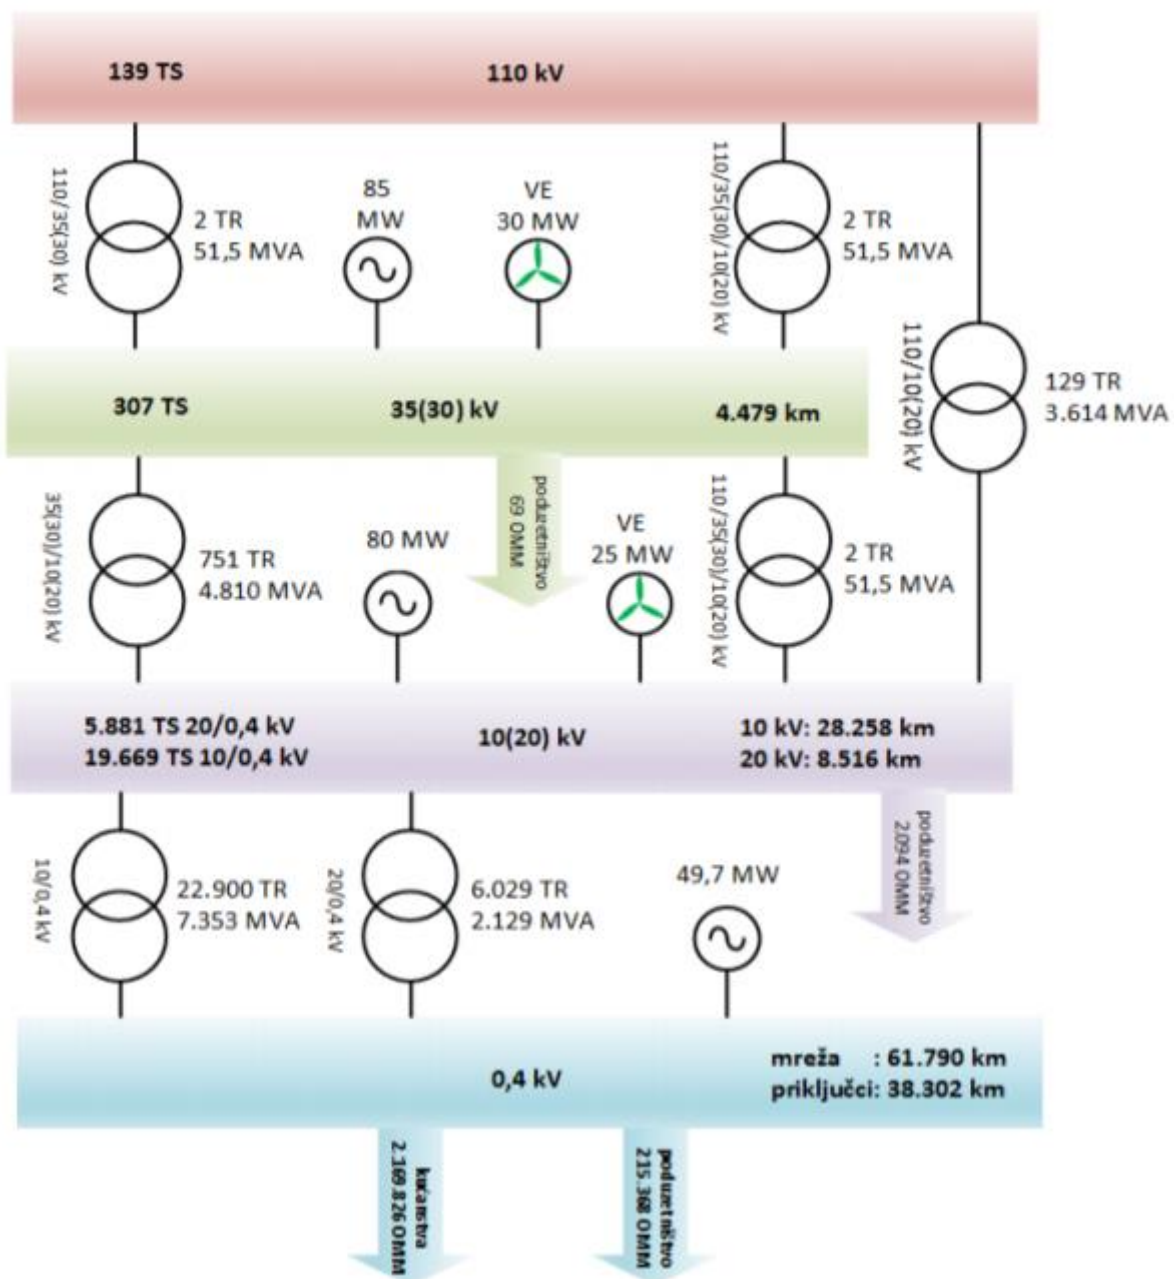 139 TS
110 kV
110/35(30) kV
2 TR
51,5 MVA
85
MW
VE
30 MW
110/35(30)/10(20) kV
2 TR
51,5 MVA
110/10(20) kV
129 TR
3.614 MVA
307 TS
35(30) kV
4.479 km
35(30)/10(20) kV
751 TR
4.810 MVA
80 MW
poduzetništvo
69 OMM
VE
25 MW
110/35(30)/10(20) kV
2 TR
51,5 MVA
5.881 TS 20/0,4 kV
19.669 TS 10/0,4 kV
10(20) kV
10 kV: 28.258 km
20 kV: 8.516 km
10/0,4 kV
22.900 TR
7.353 MVA
20/0,4 kV
6.029 TR
2.129 MVA
49,7 MW
poduzetništvo
2.094 OMM
0,4 kV
mreža : 61.790 km
priključci: 38.302 km
kućanstva
2.169.826 OMM
poduzetništvo
215.368 OMM